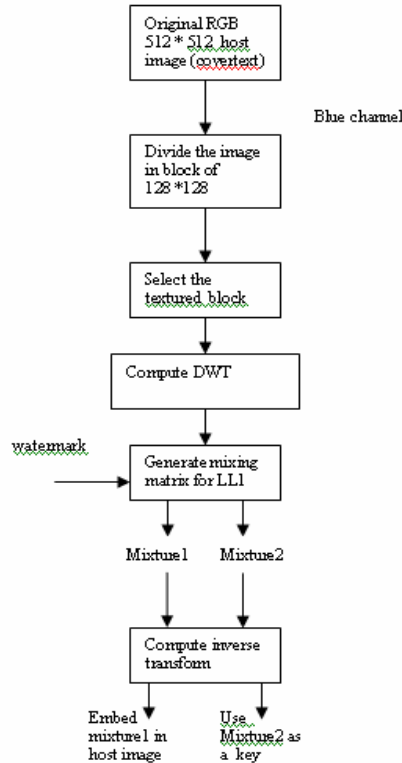 Original RGB
512 * 512 host
image (covertext)
Blue channel
Divide the image
in block of
128 *128
Select the
textured block
Compute DWT
watermark
Generate mixing
matrix for LL1
Mixture1
Mixture2
Compute inverse
transform
Embed
mixture1 in
host image
Use
Mixture2 as
a key